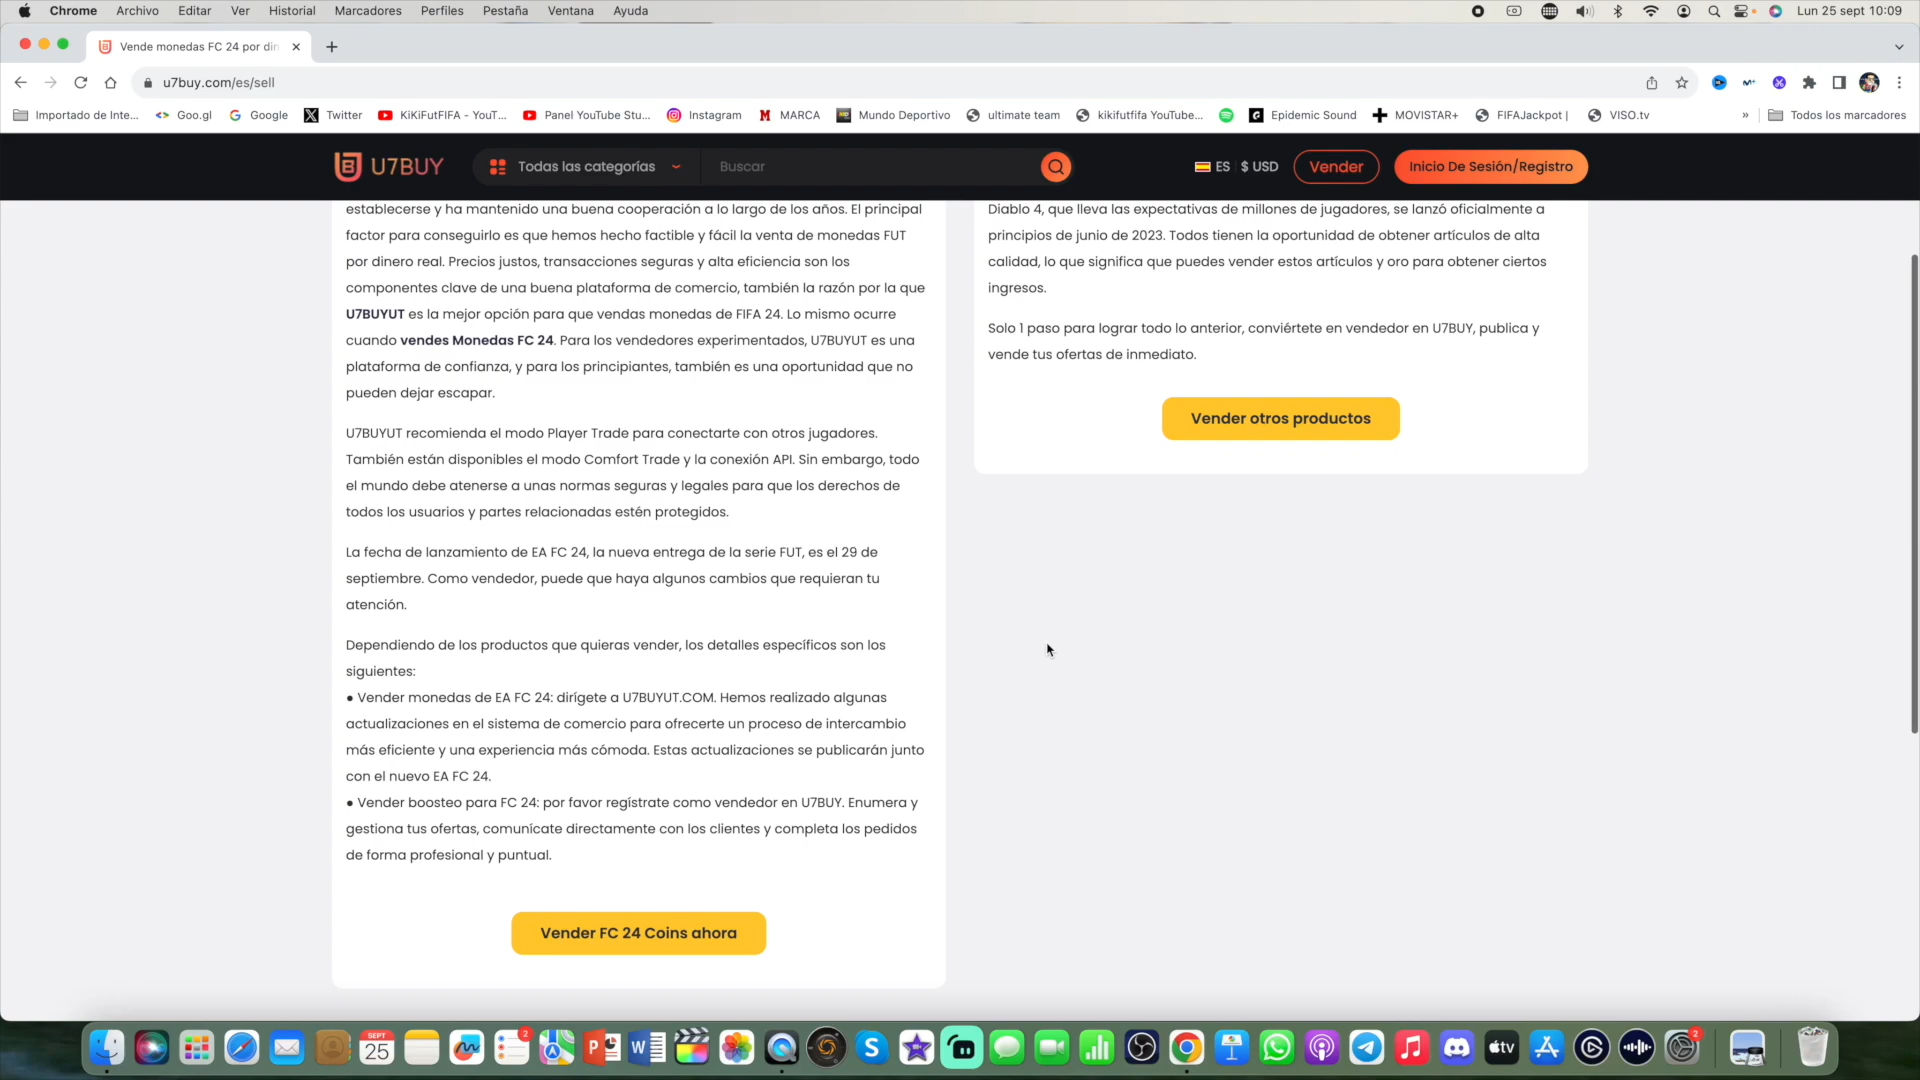 Chrome Archivo Editar Ver Historial Marcadores Perfiles Pestaña Ventana Ayuda
Lun 25 sept 10:09
Vende monedas FC 24 por din
u7buy.com/es/sell
Importado de Inte...
Goo.gl
Google
Twitter
KiKiFutFIFA - YouT...
Panel YouTube Stu...
Instagram
MARCA
Mundo Deportivo
ultimate team
kikifutfifa YouTube...
Epidemic Sound
MOVISTAR+
FIFAJackpot |
VISO.tv
»
Todos los marcadores
U7BUY
Todas las categorías
Buscar
ES $ USD
Vender
Inicio De Sesión/Registro
establecerse y ha mantenido una buena cooperación a lo largo de los años. El principal
factor para conseguirlo es que hemos hecho factible y fácil la venta de monedas FUT
por dinero real. Precios justos, transacciones seguras y alta eficiencia son los
componentes clave de una buena plataforma de comercio, también la razón por la que
U7BUYUT es la mejor opción para que vendas monedas de FIFA 24. Lo mismo ocurre
cuando vendes Monedas FC 24. Para los vendedores experimentados, U7BUYUT es una
plataforma de confianza, y para los principiantes, también es una oportunidad que no
pueden dejar escapar.
U7BUYUT recomienda el modo Player Trade para conectarte con otros jugadores.
También están disponibles el modo Comfort Trade y la conexión API. Sin embargo, todo
el mundo debe atenerse a unas normas seguras y legales para que los derechos de
todos los usuarios y partes relacionadas estén protegidos.
La fecha de lanzamiento de EA FC 24, la nueva entrega de la serie FUT, es el 29 de
septiembre. Como vendedor, puede que haya algunos cambios que requieran tu
atención.
Dependiendo de los productos que quieras vender, los detalles específicos son los
siguientes:
● Vender monedas de EA FC 24: dirígete a U7BUYUT.COM. Hemos realizado algunas
actualizaciones en el sistema de comercio para ofrecerte un proceso de intercambio
más eficiente y una experiencia más cómoda. Estas actualizaciones se publicarán junto
con el nuevo EA FC 24.
● Vender boosteo para FC 24: por favor regístrate como vendedor en U7BUY. Enumera y
gestiona tus ofertas, comunícate directamente con los clientes y completa los pedidos
de forma profesional y puntual.
Vender FC 24 Coins ahora
Diablo 4, que lleva las expectativas de millones de jugadores, se lanzó oficialmente a
principios de junio de 2023. Todos tienen la oportunidad de obtener artículos de alta
calidad, lo que significa que puedes vender estos artículos y oro para obtener ciertos
ingresos.
Solo 1 paso para lograr todo lo anterior, conviértete en vendedor en U7BUY, publica y
vende tus ofertas de inmediato.
Vender otros productos
SEPT
25
2
P
W
S
tv
2